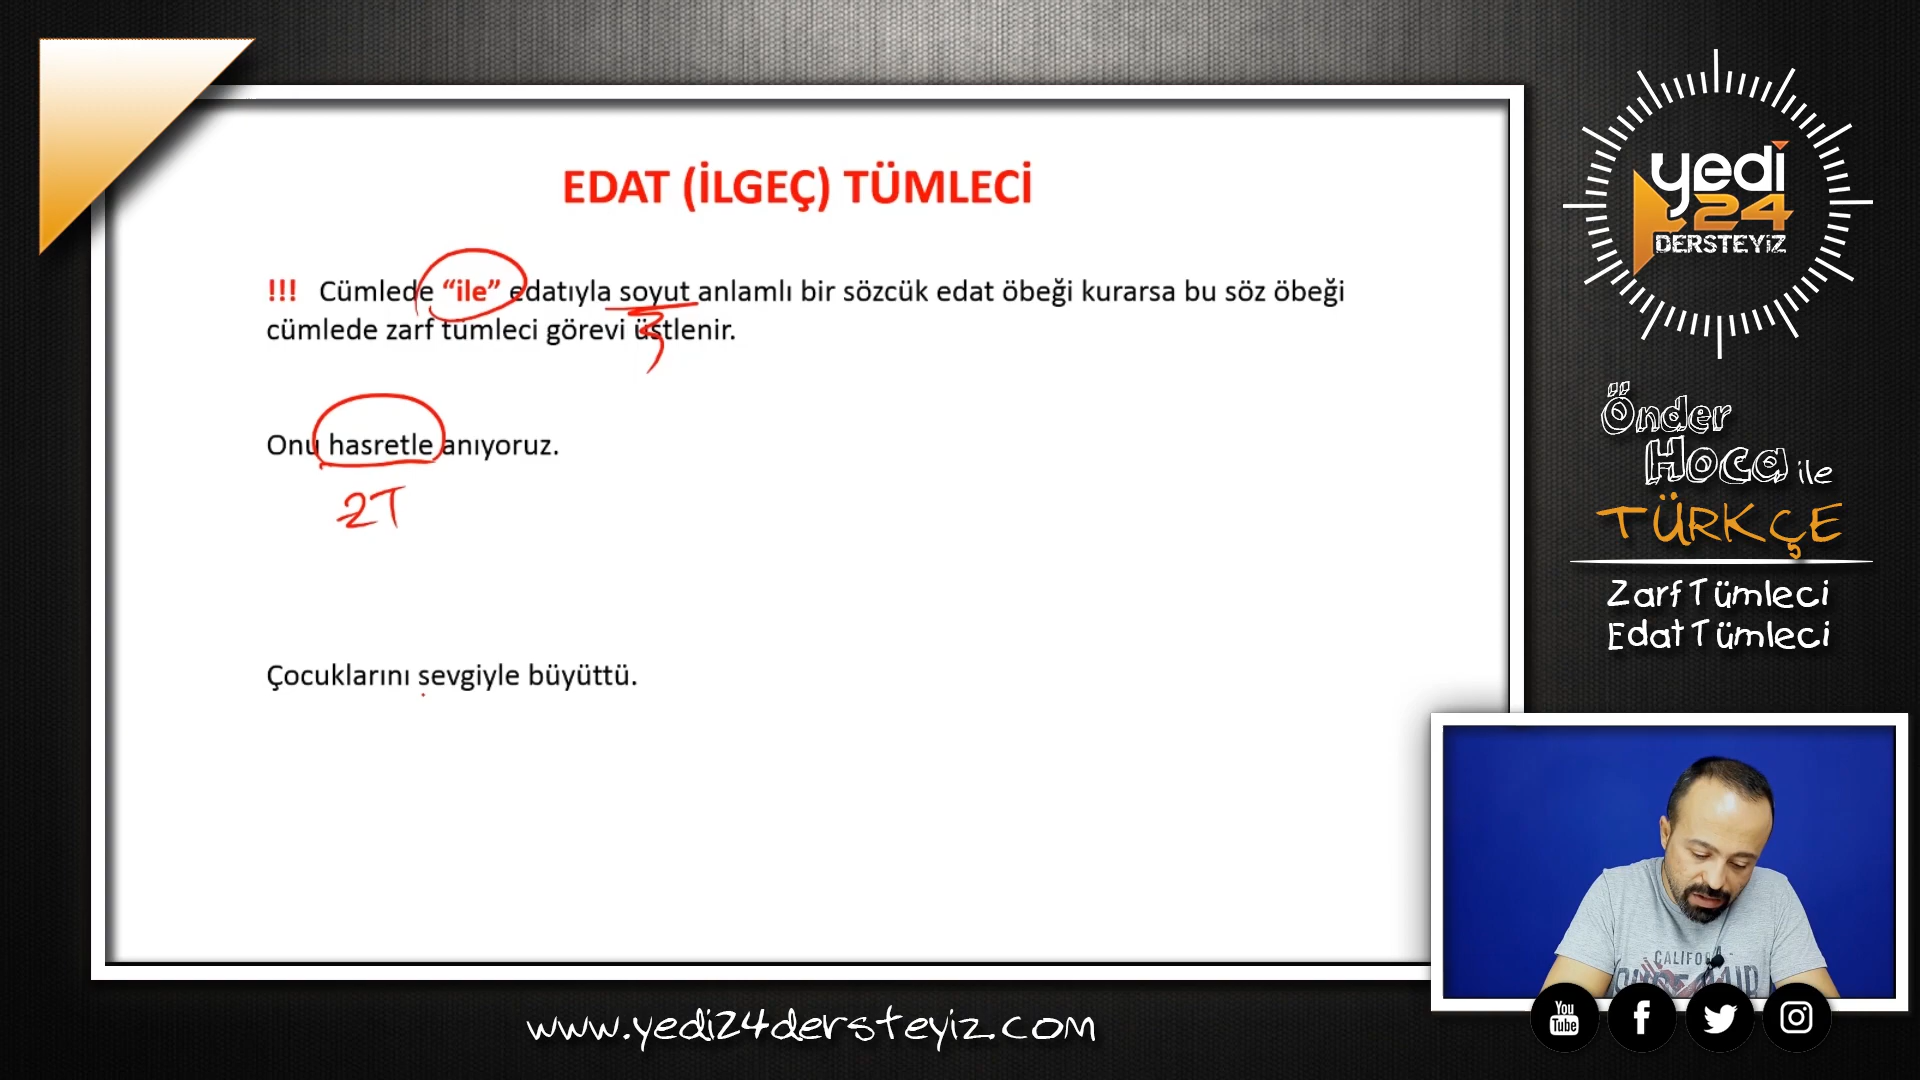 EDAT (İLGEÇ) TÜMLECİ
!!! Cümlede “ile” edatıyla soyut anlamlı bir sözcük edat öbeği kurarsa bu söz öbeği
cümlede zarf tümleci görevi üstlenir.
Onu hasretle anıyoruz.
ZT
Çocuklarını sevgiyle büyüttü.
yedi
24
DERSTEYİZ
Önder
Hoca ile
TÜRKÇE
Zarf Tümleci
Edat Tümleci
www.yedi24dersteyiz.com
You
Tube